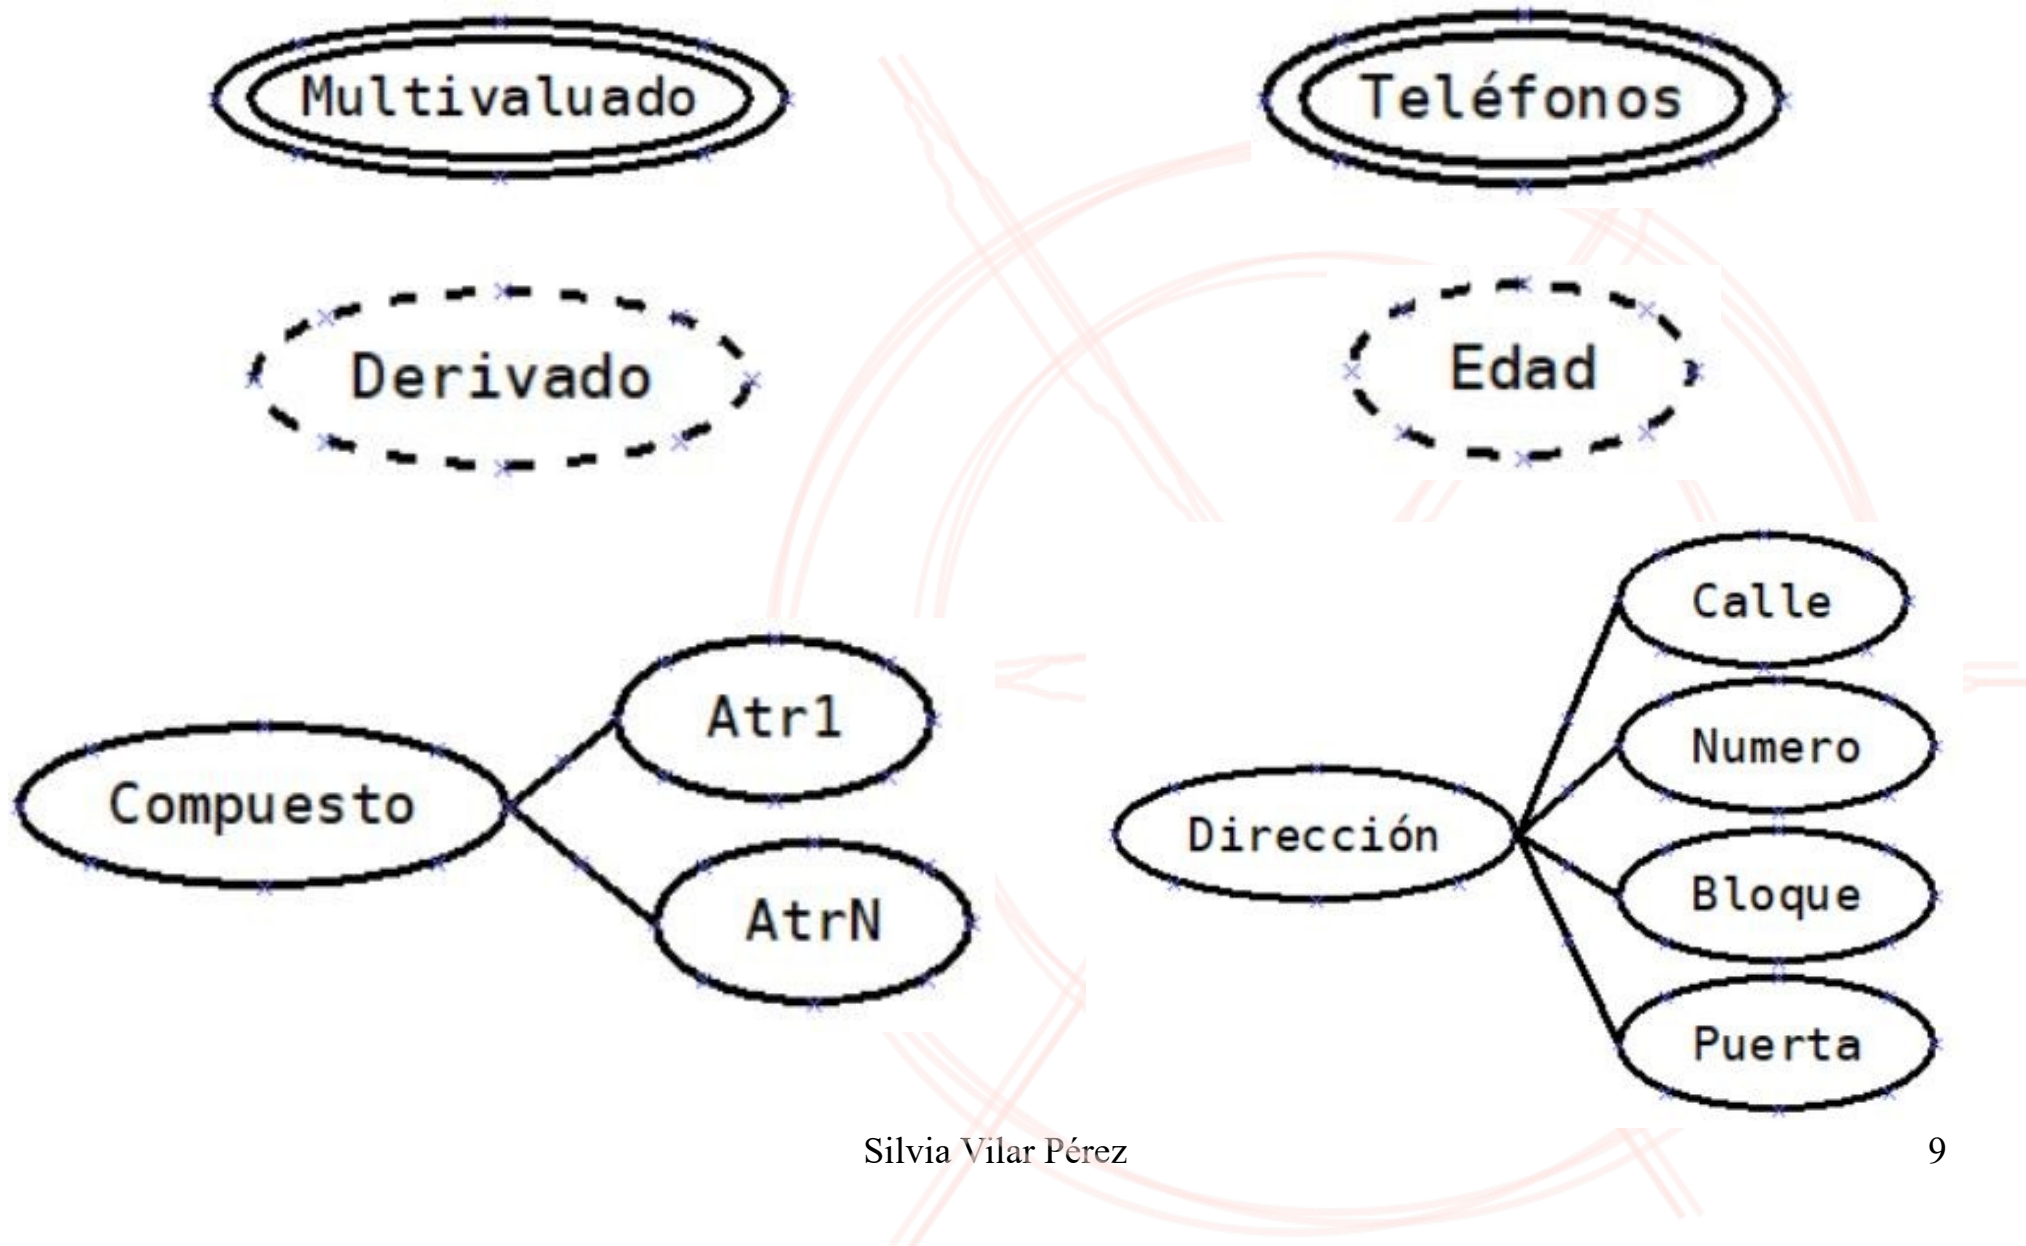 Multivaluado
Teléfonos
Derivado
Edad
Compuesto
Atr1
AtrN
Dirección
Calle
Numero
Bloque
Puerta
Silvia Vilar Pérez
9